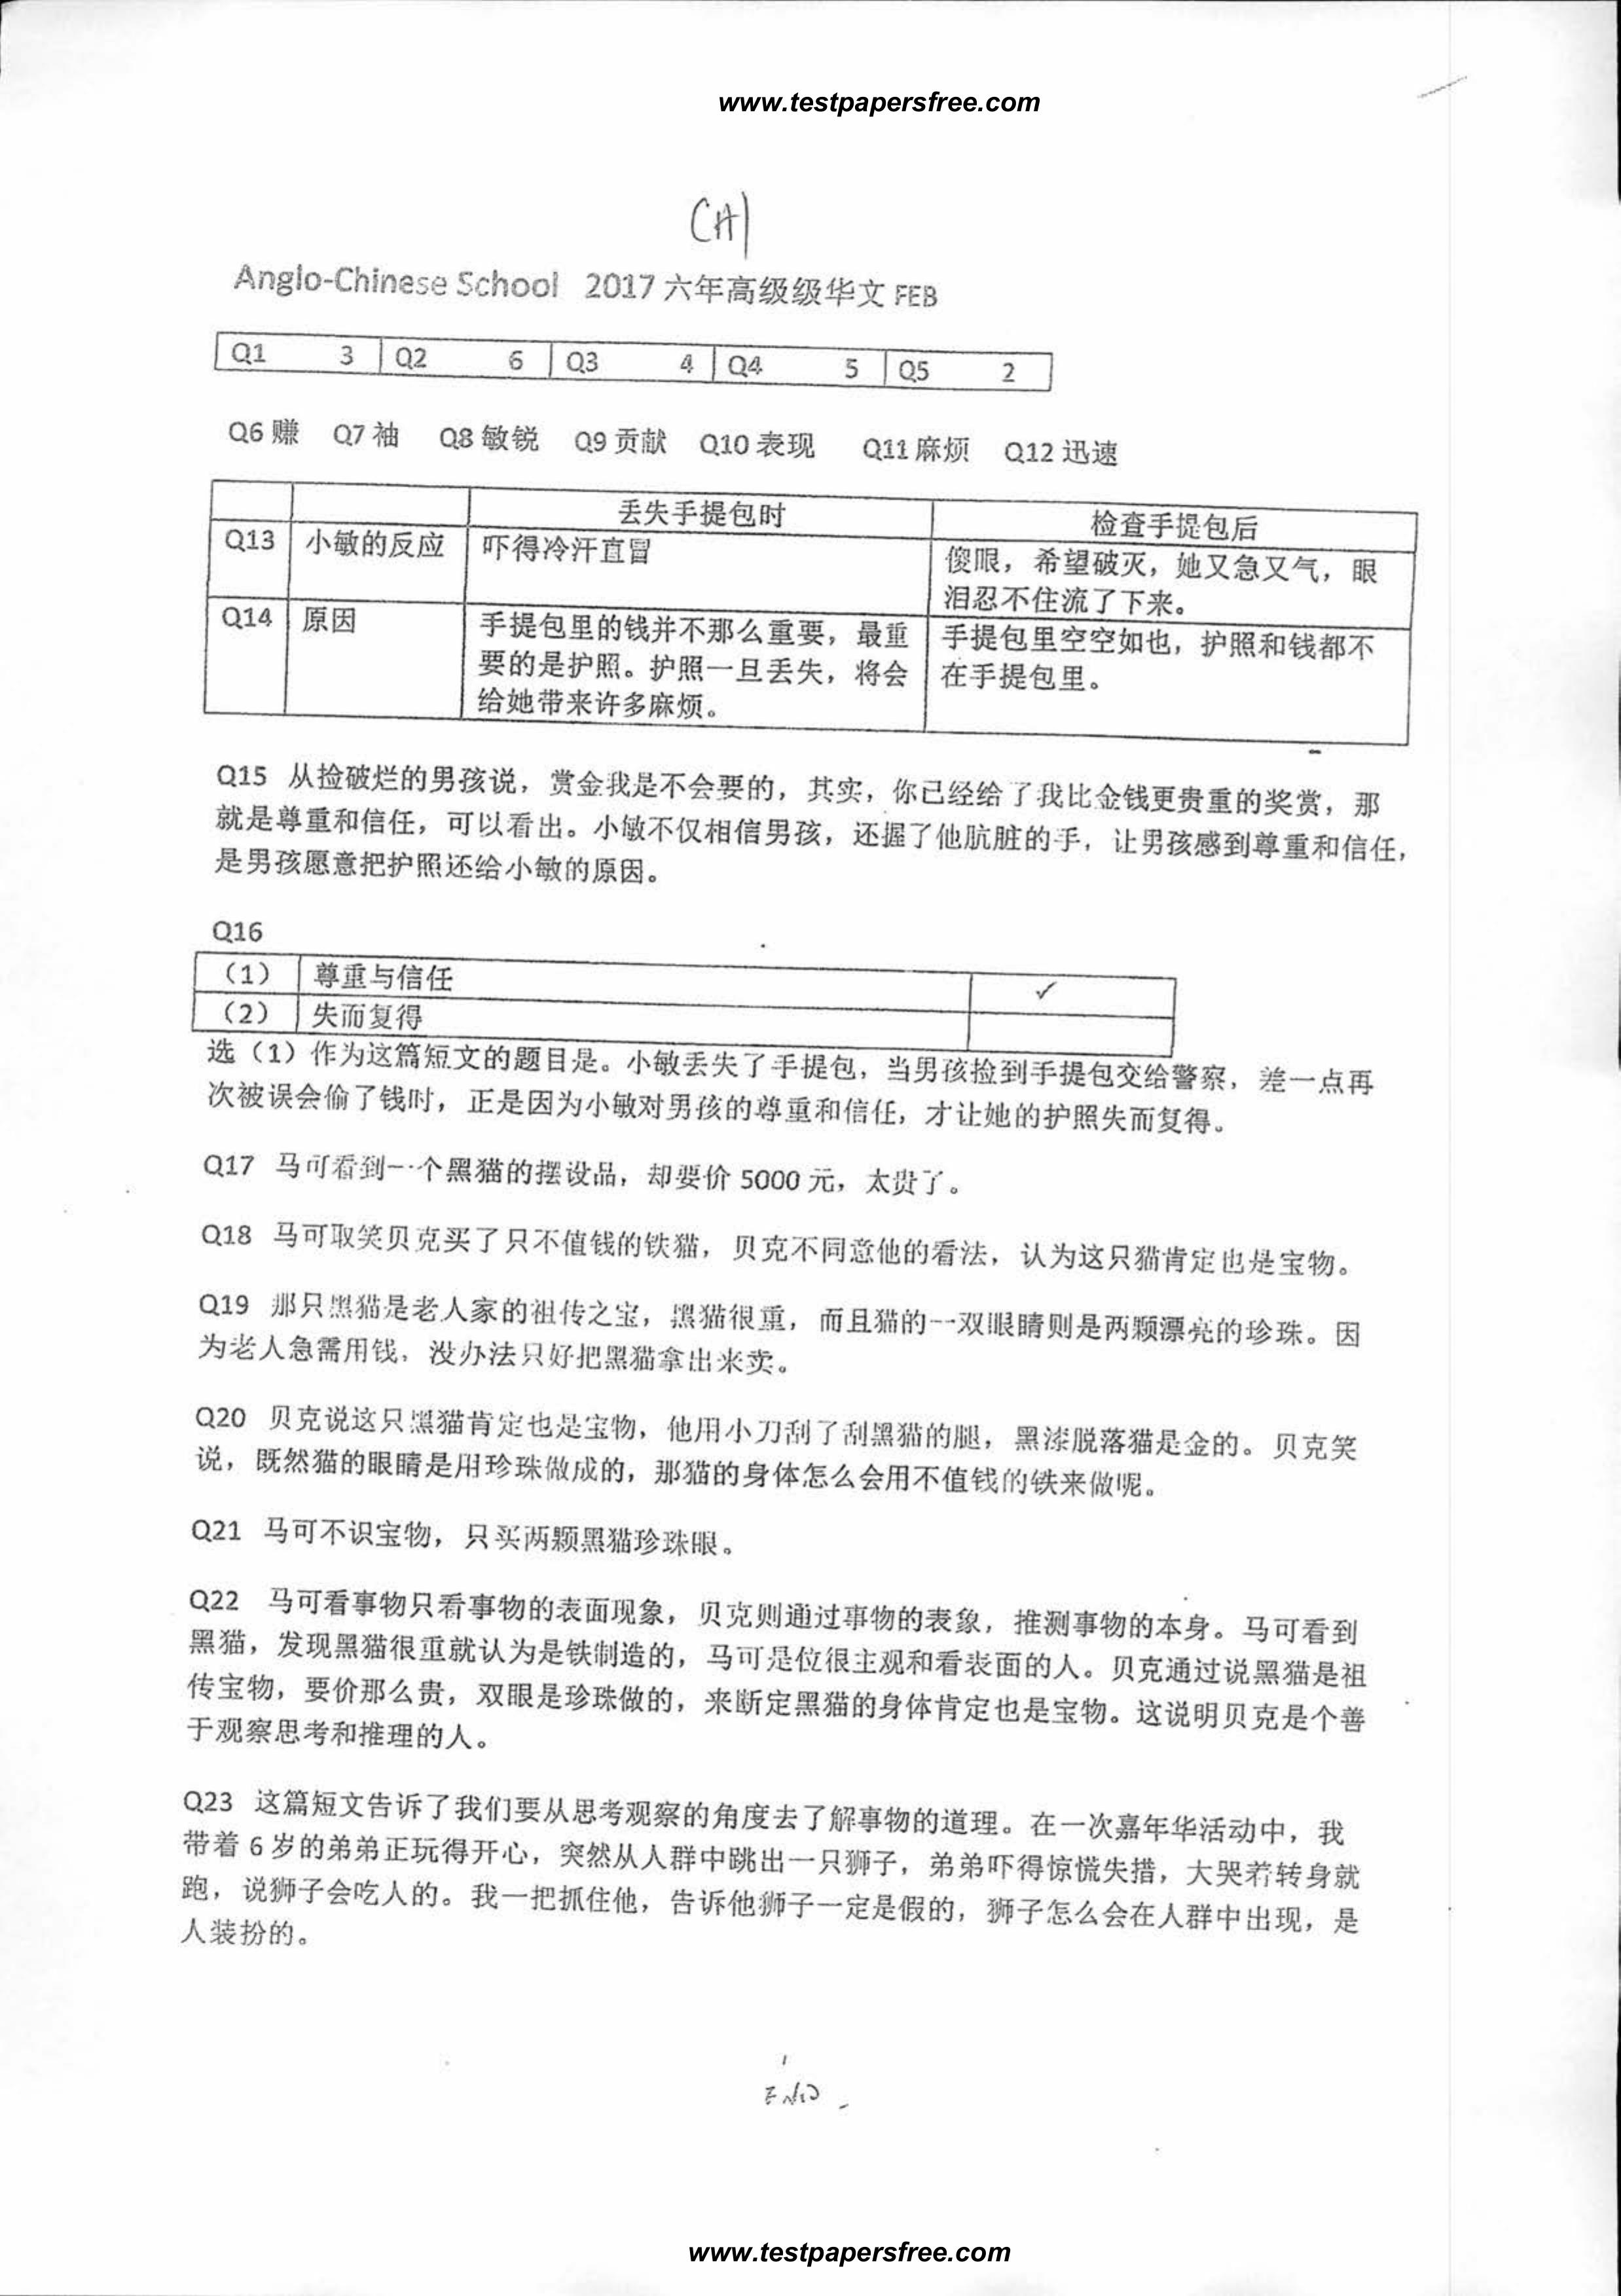 www.testpapersfree.com
CA1
Anglo-Chinese School 2017 六年高级级华文 FEB
Q1 3 Q2 6 Q3 4 Q4 5 Q5 2
Q6 赚 Q7 袖 Q8 敏锐 Q9 贡献 Q10 表现 Q11 麻烦 Q12 迅速
丢失手提包时 检查手提包后
Q13 小敏的反应 吓得冷汗直冒 傻眼，希望破灭，她又急又气，眼
泪忍不住流了下来。
Q14 原因 手提包里的钱并不那么重要，最重 手提包里空空如也，护照和钱都不
要的是护照。护照一旦丢失，将会 在手提包里。
给她带来许多麻烦。
Q15 从捡破烂的男孩说，赏金我是不会要的，其实，你已经给了我比金钱更贵重的奖赏，那
就是尊重和信任，可以看出。小敏不仅相信男孩，还握了他肮脏的手，让男孩感到尊重和信任，
是男孩愿意把护照还给小敏的原因。
Q16
（1） 尊重与信任 ✓
（2） 失而复得
选（1）作为这篇短文的题目是。小敏丢失了手提包，当男孩捡到手提包交给警察，差一点再
次被误会偷了钱时，正是因为小敏对男孩的尊重和信任，才让她的护照失而复得。
Q17 马可看到一个黑猫的摆设品，却要价 5000 元，太贵了。
Q18 马可取笑贝克买了只不值钱的铁猫，贝克不同意他的看法，认为这只猫肯定也是宝物。
Q19 那只黑猫是老人家的祖传之宝，黑猫很重，而且猫的一双眼睛则是两颗漂亮的珍珠。因
为老人急需用钱，没办法只好把黑猫拿出来卖。
Q20 贝克说这只黑猫肯定也是宝物，他用小刀刮了刮黑猫的腿，黑漆脱落猫是金的。贝克笑
说，既然猫的眼睛是用珍珠做成的，那猫的身体怎么会用不值钱的铁来做呢。
Q21 马可不识宝物，只买两颗黑猫珍珠眼。
Q22 马可看事物只看事物的表面现象，贝克则通过事物的表象，推测事物的本身。马可看到
黑猫，发现黑猫很重就认为是铁制造的，马可是位很主观和看表面的人。贝克通过说黑猫是祖
传宝物，要价那么贵，双眼是珍珠做的，来断定黑猫的身体肯定也是宝物。这说明贝克是个善
于观察思考和推理的人。
Q23 这篇短文告诉了我们要从思考观察的角度去了解事物的道理。在一次嘉年华活动中，我
带着 6 岁的弟弟正玩得开心，突然从人群中跳出一只狮子，弟弟吓得惊慌失措，大哭着转身就
跑，说狮子会吃人的。我一把抓住他，告诉他狮子一定是假的，狮子怎么会在人群中出现，是
人装扮的。
END
www.testpapersfree.com